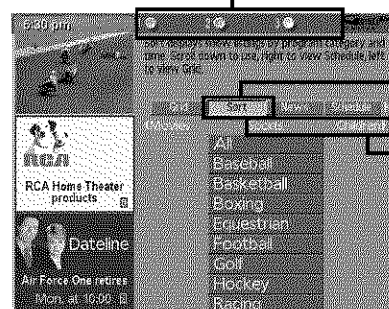 6:30 pm
2
3
Sort displays show listings by program category and
time. Scroll down to use, right to view Schedule, left
to view Grid.
Grid Sort News Schedule
Sports
All
Baseball
Basketball
Boxing
Equestrian
Football
Golf
Hockey
Racing
RCA
RCA Home Theater
products
Dateline
Air Force One retires
Mon. at 10:00